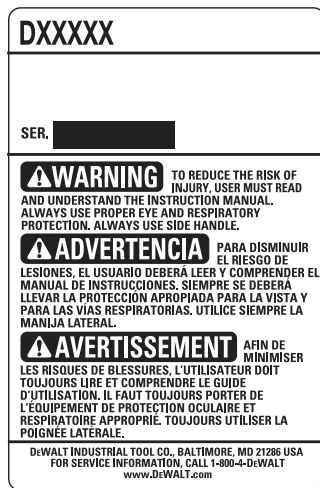 DXXXXX
SER.
WARNING TO REDUCE THE RISK OF
INJURY, USER MUST READ
AND UNDERSTAND THE INSTRUCTION MANUAL.
ALWAYS USE PROPER EYE AND RESPIRATORY
PROTECTION. ALWAYS USE SIDE HANDLE.
ADVERTENCIA PARA DISMINUIR
EL RIESGO DE
LESIONES, EL USUARIO DEBERÁ LEER Y COMPRENDER EL
MANUAL DE INSTRUCCIONES. SIEMPRE SE DEBERÁ
LLEVAR LA PROTECCIÓN APROPIADA PARA LA VISTA Y
PARA LAS VÍAS RESPIRATORIAS. UTILICE SIEMPRE LA
MANIJA LATERAL.
AVERTISSEMENT AFIN DE
MINIMISER
LES RISQUES DE BLESSURES, L'UTILISATEUR DOIT
TOUJOURS LIRE ET COMPRENDRE LE GUIDE
D'UTILISATION. IL FAUT TOUJOURS PORTER DE
L'ÉQUIPEMENT DE PROTECTION OCULAIRE ET
RESPIRATOIRE APPROPRIÉ. TOUJOURS UTILISER LA
POIGNÉE LATÉRALE.
DEWALT INDUSTRIAL TOOL CO., BALTIMORE, MD 21286 USA
FOR SERVICE INFORMATION, CALL 1-800-4-DEWALT
www.DEWALT.com